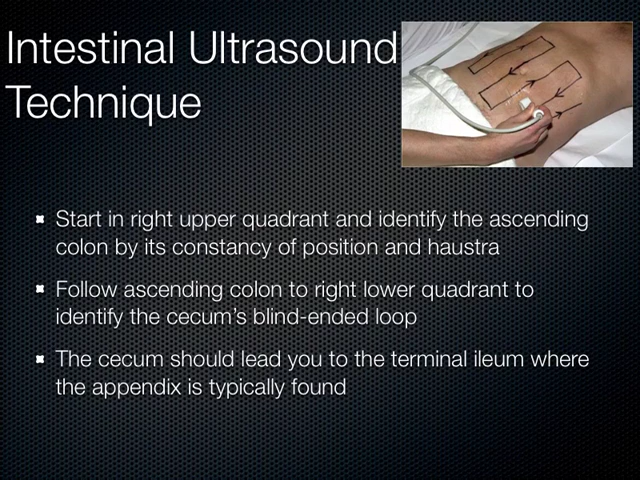 Intestinal Ultrasound
Technique
Start in right upper quadrant and identify the ascending
colon by its constancy of position and haustra
Follow ascending colon to right lower quadrant to
identify the cecum's blind-ended loop
The cecum should lead you to the terminal ileum where
the appendix is typically found